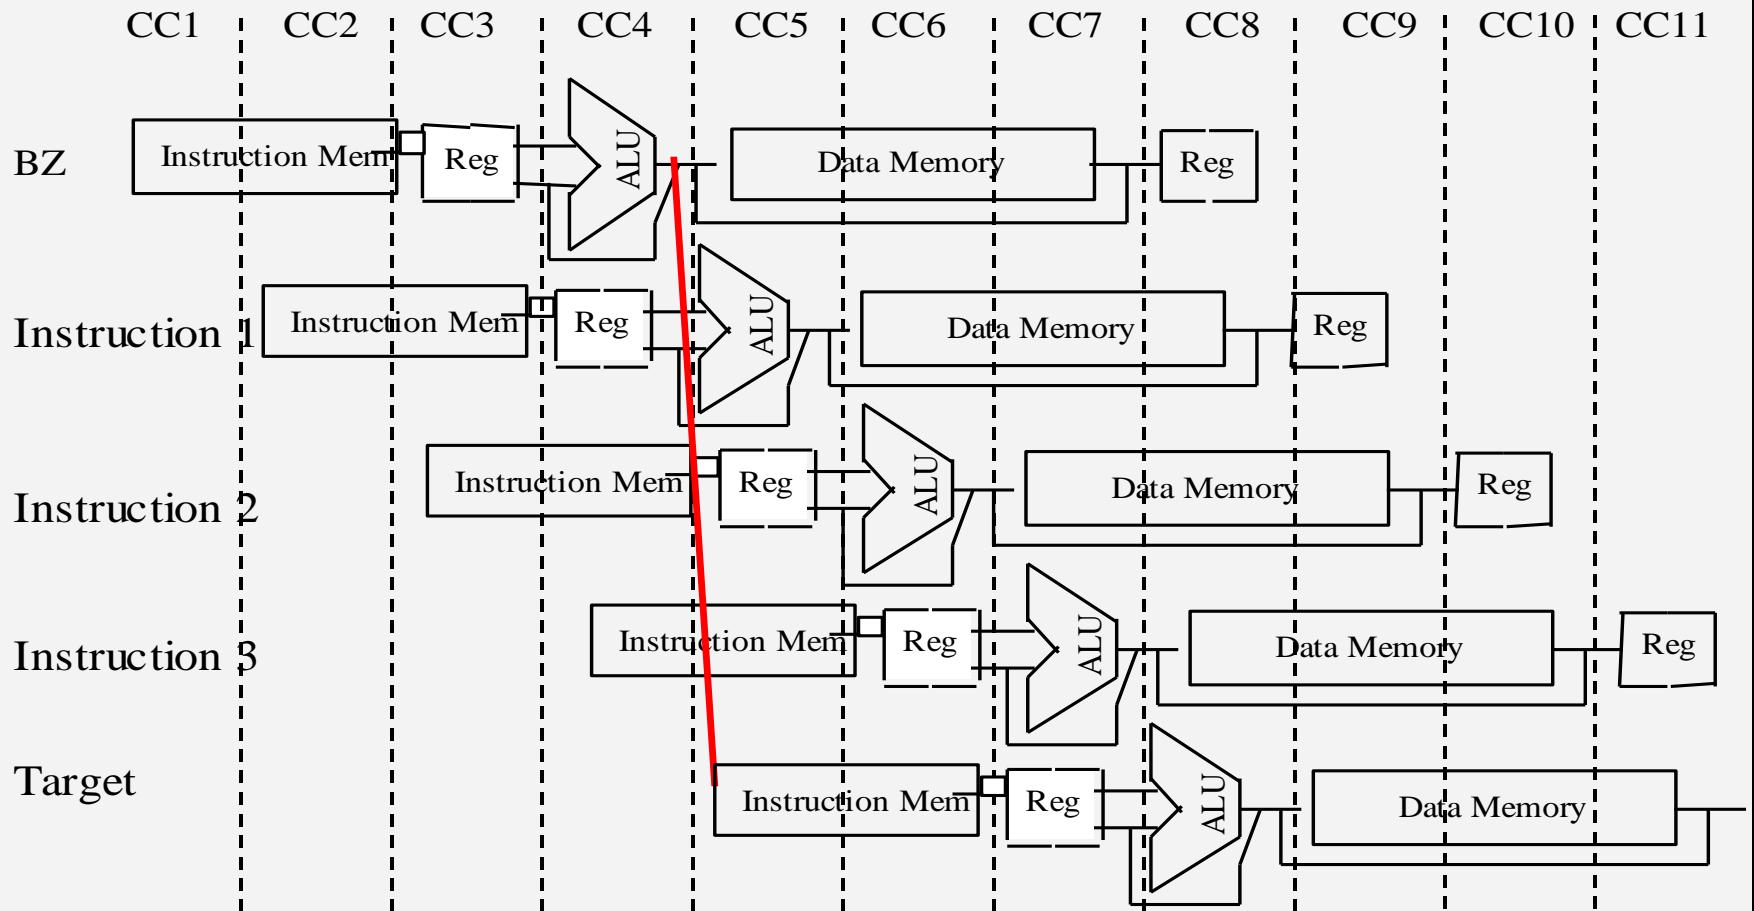 CC1 CC2 CC3 CC4 CC5 CC6 CC7 CC8 CC9 CC10 CC11
BZ Instruction Mem Reg ALU Data Memory Reg
Instruction 1 Instruction Mem Reg ALU Data Memory Reg
Instruction 2 Instruction Mem Reg ALU Data Memory Reg
Instruction 3 Instruction Mem Reg ALU Data Memory Reg
Target Instruction Mem Reg ALU Data Memory